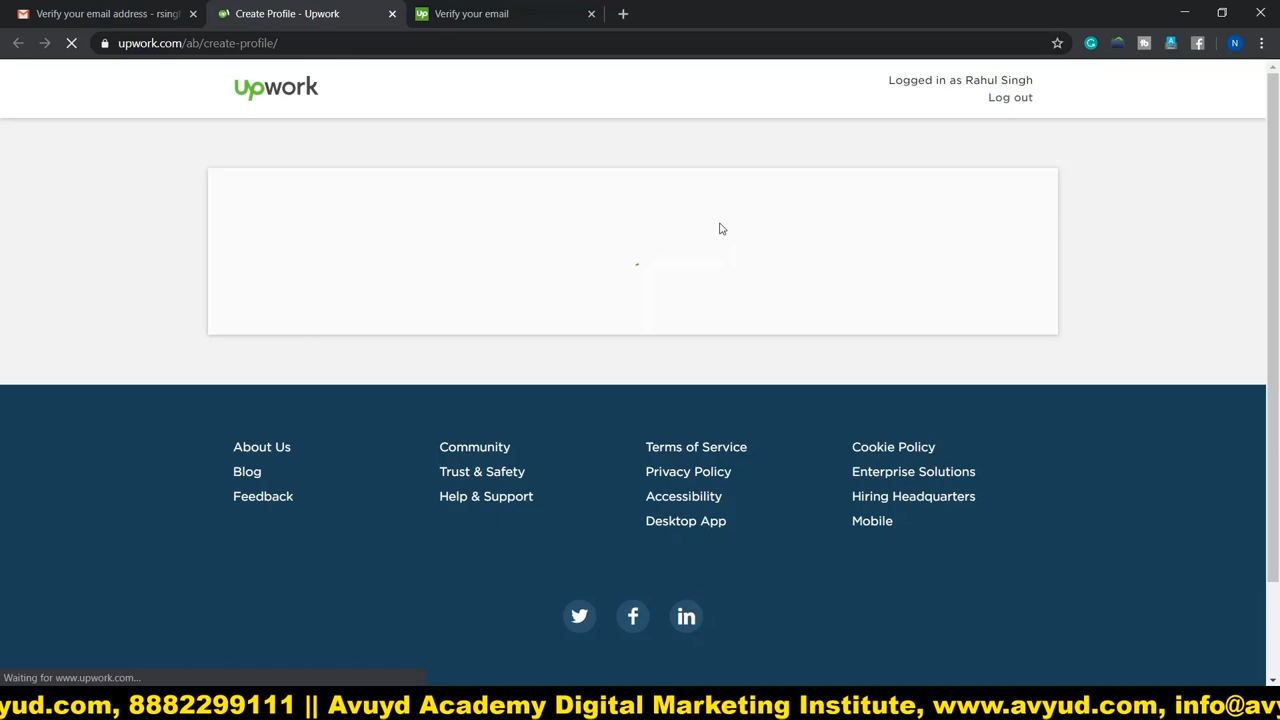 Verify your email address - rsing
Create Profile - Upwork
Verify your email
upwork.com/ab/create-profile/
N
upwork
Logged in as Rahul Singh
Log out
About Us
Community
Terms of Service
Cookie Policy
Blog
Trust & Safety
Privacy Policy
Enterprise Solutions
Feedback
Help & Support
Accessibility
Hiring Headquarters
Desktop App
Mobile
Waiting for www.upwork.com...
yud.com, 8882299111 || Avuyd Academy Digital Marketing Institute, www.avyud.com, info@av